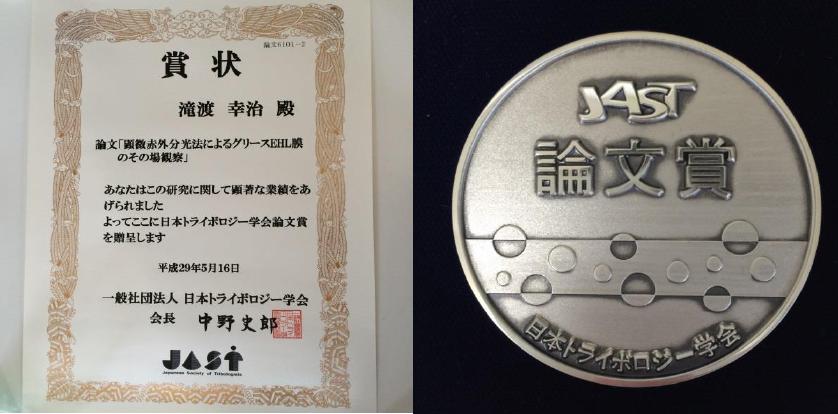 論文6101-2
賞状
滝渡 幸治 殿
論文「顕微赤外分光法によるグリースEHL膜
のその場観察」
あなたはこの研究に関して顕著な業績をあ
げられました
よってここに日本トライボロジー学会論文賞
を贈呈します
平成29年5月16日
一般社団法人 日本トライボロジー学会
会長 中野史郎
JAST
Japanese Society of Tribologists
JAST
論文賞
日本トライボロジー学会